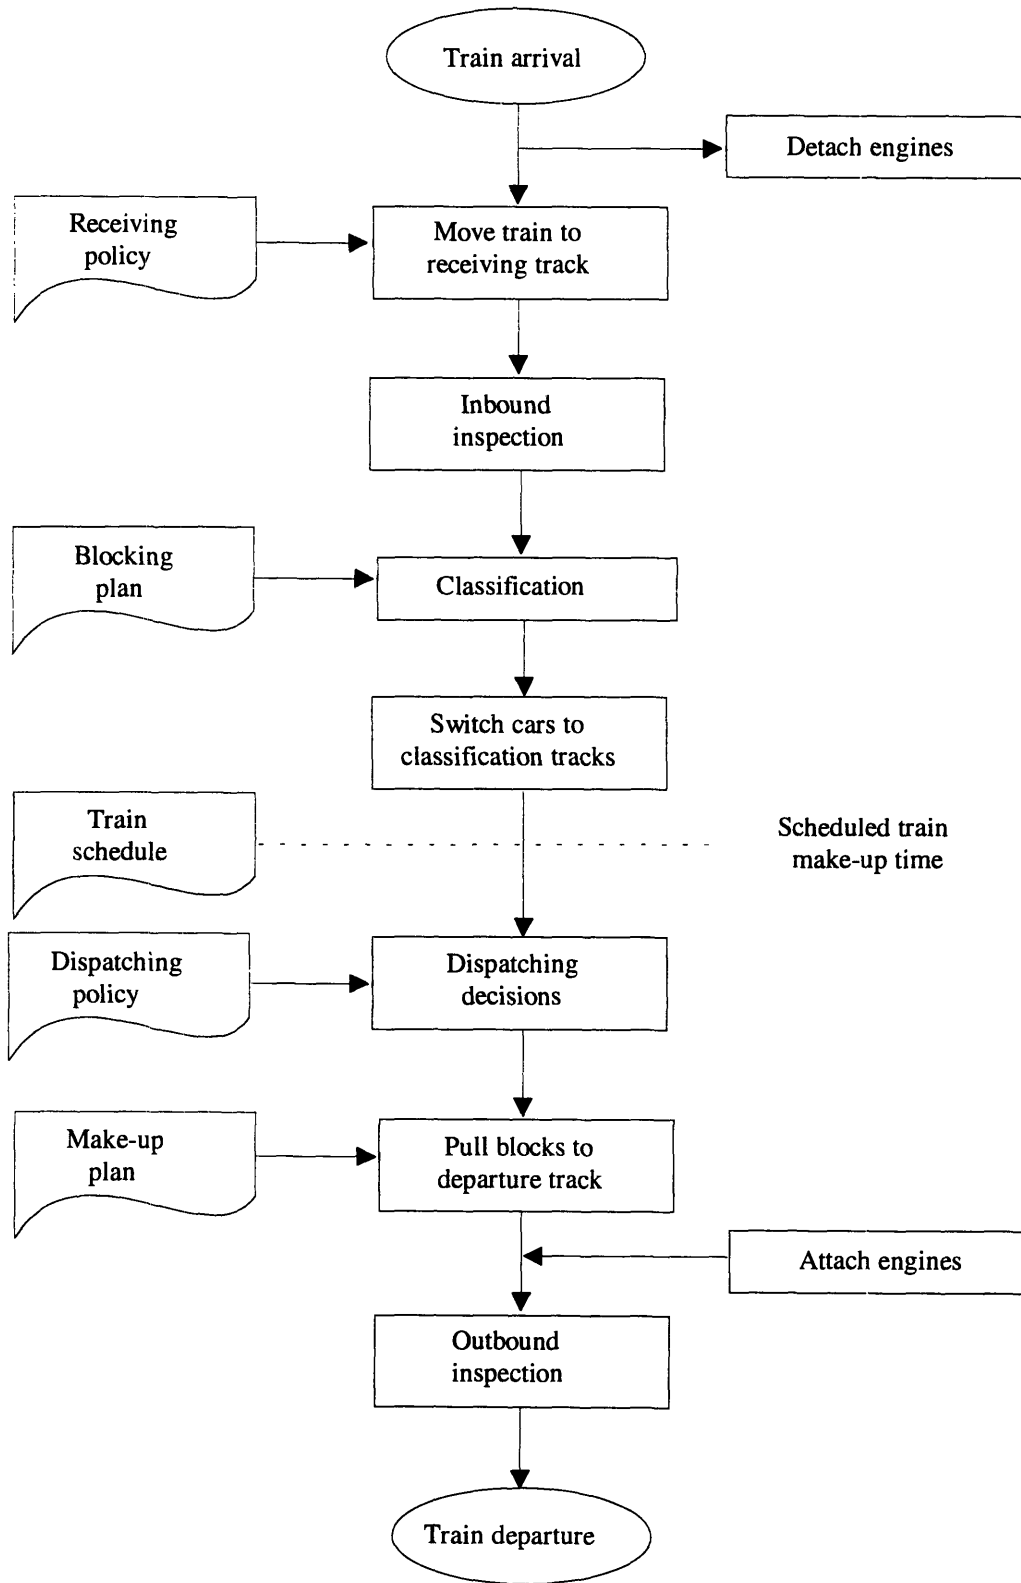 Train arrival
Detach engines
Receiving
policy
Move train to
receiving track
Inbound
inspection
Blocking
plan
Classification
Switch cars to
classification tracks
Train
schedule
Scheduled train
make-up time
Dispatching
policy
Dispatching
decisions
Make-up
plan
Pull blocks to
departure track
Attach engines
Outbound
inspection
Train departure